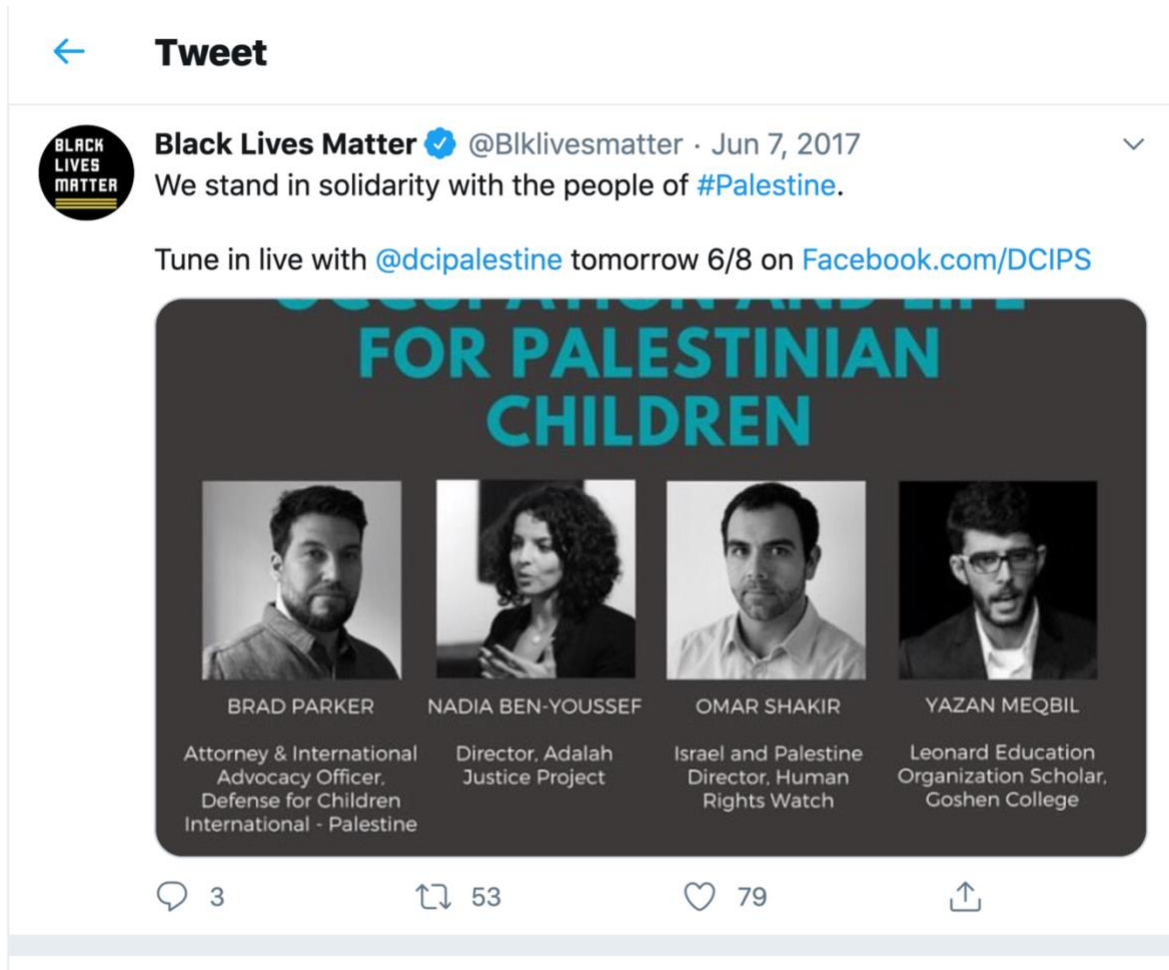 Tweet
BLACK
LIVES
MATTER
Black Lives Matter @Blklivesmatter · Jun 7, 2017
We stand in solidarity with the people of #Palestine.
Tune in live with @dcipalestine tomorrow 6/8 on Facebook.com/DCIPS
OCCUPATION AND LIFE
FOR PALESTINIAN
CHILDREN
BRAD PARKER
Attorney & International
Advocacy Officer,
Defense for Children
International - Palestine
NADIA BEN-YOUSSEF
Director, Adalah
Justice Project
OMAR SHAKIR
Israel and Palestine
Director, Human
Rights Watch
YAZAN MEQBIL
Leonard Education
Organization Scholar,
Goshen College
3
53
79